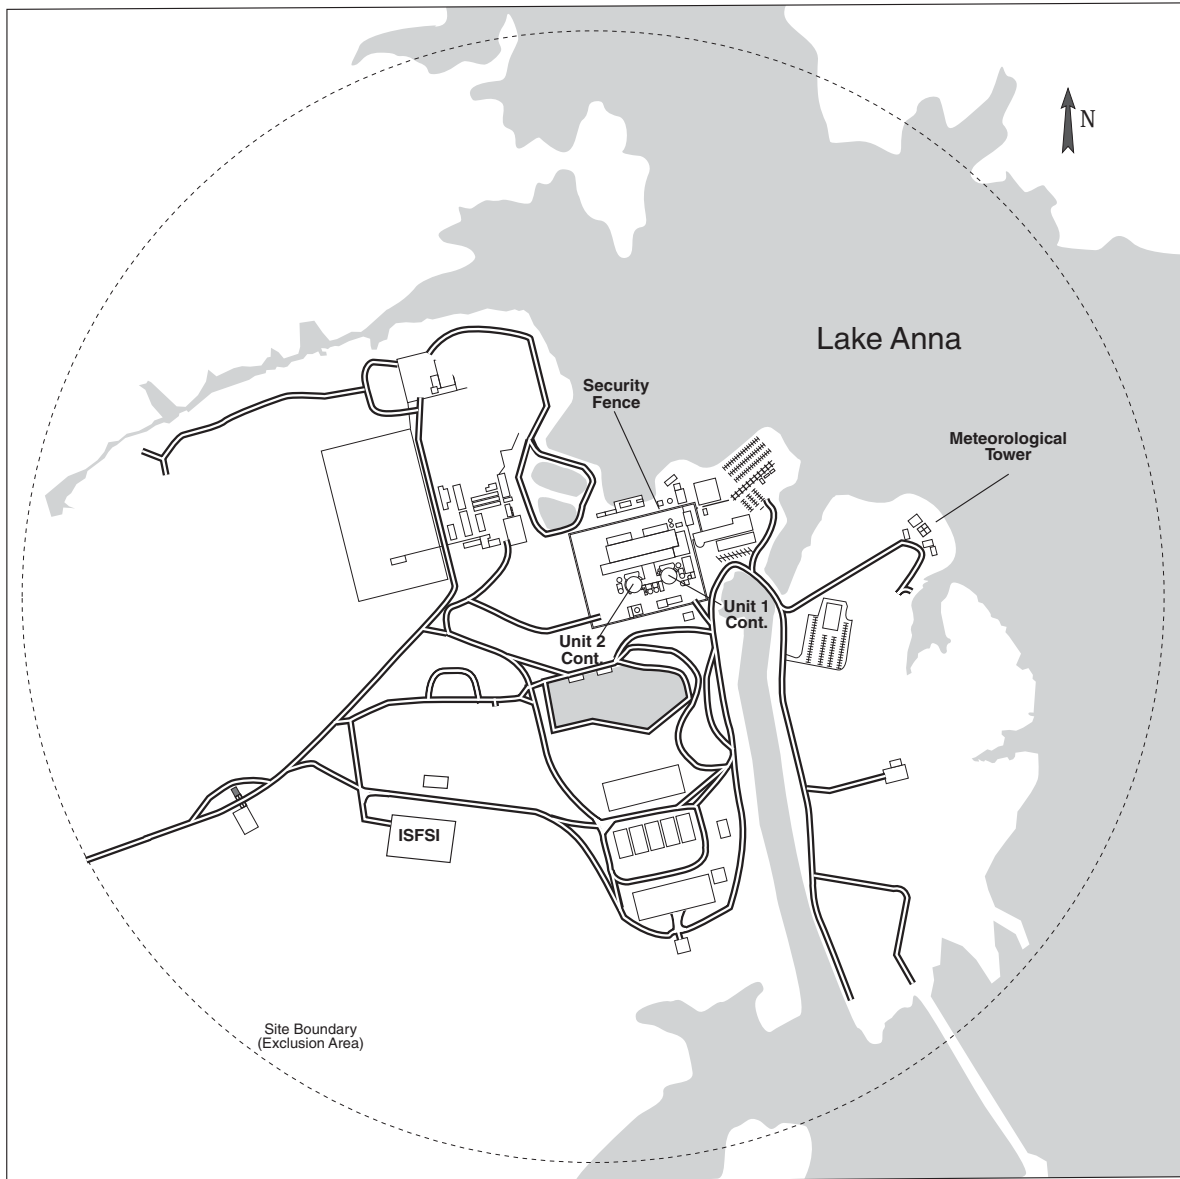 N
Lake Anna
Security
Fence
Meteorological
Tower
Unit 1
Cont.
Unit 2
Cont.
ISFSI
Site Boundary
(Exclusion Area)